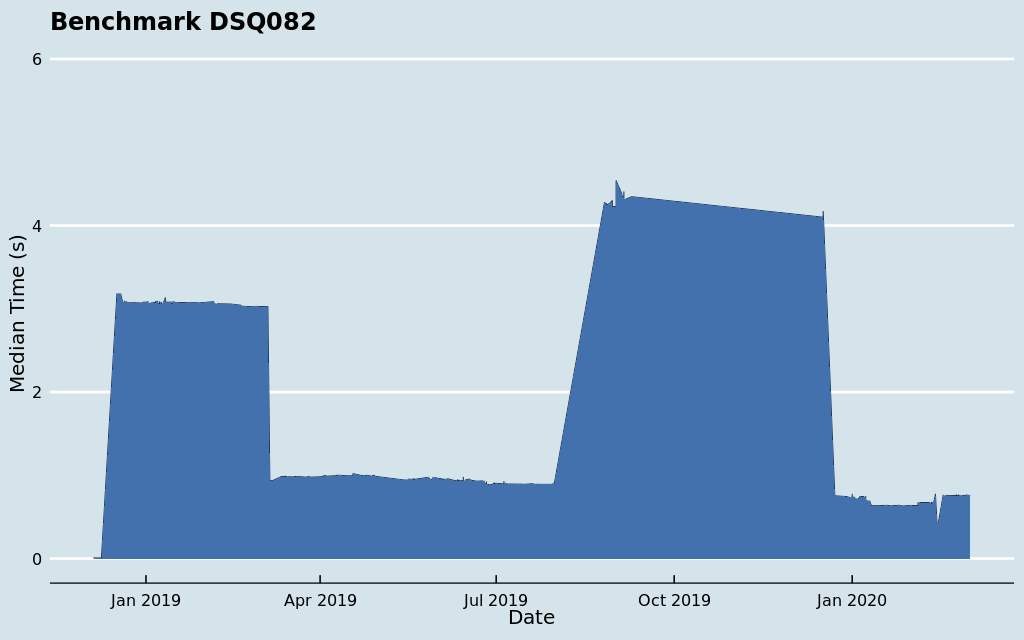 Benchmark DSQ082
6
4
2
0
Median Time (s)
Jan 2019
Apr 2019
Jul 2019
Oct 2019
Jan 2020
Date